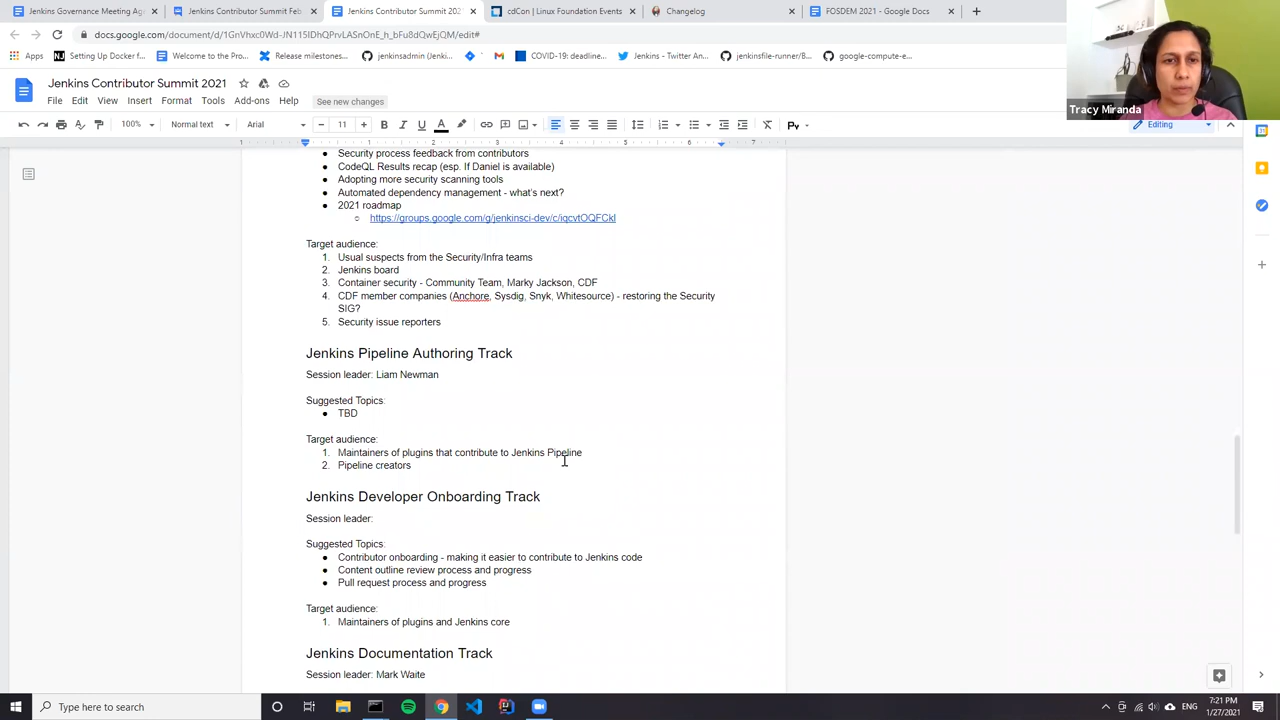 Jenkins Governance Meeting Ag
Jenkins Contributor Summit Feb
Jenkins Contributor Summit 202
cdCon | Linux Foundation Events
Changelog
FOSDEM 2021 - Google Docs
Apps
Setting Up Docker f...
Welcome to the Pro...
Release milestones...
jenkinsadmin (Jenki...
COVID-19: deadline...
Jenkins - Twitter An...
jenkinsfile-runner/B...
google-compute-e...
Jenkins Contributor Summit 2021
File Edit View Insert Format Tools Add-ons Help See new changes
100% Normal text Arial 11 Editing
Tracy Miranda
Security process feedback from contributors
CodeQL Results recap (esp. If Daniel is available)
Adopting more security scanning tools
Automated dependency management - what's next?
2021 roadmap
https://groups.google.com/g/jenkinsci-dev/c/iqcvtOQFCkI
Target audience:
1. Usual suspects from the Security/Infra teams
2. Jenkins board
3. Container security - Community Team, Marky Jackson, CDF
4. CDF member companies (Anchore, Sysdig, Snyk, Whitesource) - restoring the Security
SIG?
5. Security issue reporters
Jenkins Pipeline Authoring Track
Session leader: Liam Newman
Suggested Topics:
TBD
Target audience:
1. Maintainers of plugins that contribute to Jenkins Pipeline
2. Pipeline creators
Jenkins Developer Onboarding Track
Session leader:
Suggested Topics:
Contributor onboarding - making it easier to contribute to Jenkins code
Content outline review process and progress
Pull request process and progress
Target audience:
1. Maintainers of plugins and Jenkins core
Jenkins Documentation Track
Session leader: Mark Waite
Type here to search
ENG
7:21 PM
1/27/2021